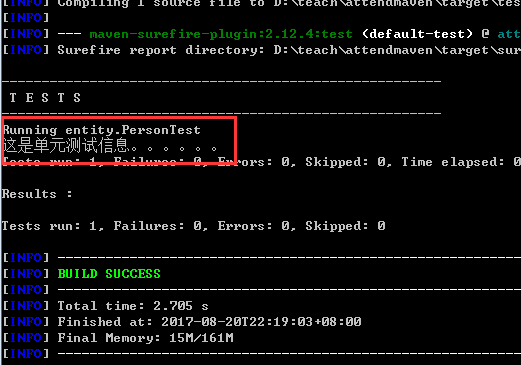 [INFO] Compiling 1 source file to D:\teach\attendmaven\target\tes
[INFO]
[INFO] --- maven-surefire-plugin:2.12.4:test (default-test) @ att
[INFO] Surefire report directory: D:\teach\attendmaven\target\sur
-------------------------------------------------------
T E S T S
-------------------------------------------------------
Running entity.PersonTest
这是单元测试信息。。。。。。
Tests run: 1, Failures: 0, Errors: 0, Skipped: 0, Time elapsed: 0
Results :
Tests run: 1, Failures: 0, Errors: 0, Skipped: 0
[INFO] ----------------------------------------------------------
[INFO] BUILD SUCCESS
[INFO] ----------------------------------------------------------
[INFO] Total time: 2.705 s
[INFO] Finished at: 2017-08-20T22:19:03+08:00
[INFO] Final Memory: 15M/161M
[INFO] ----------------------------------------------------------